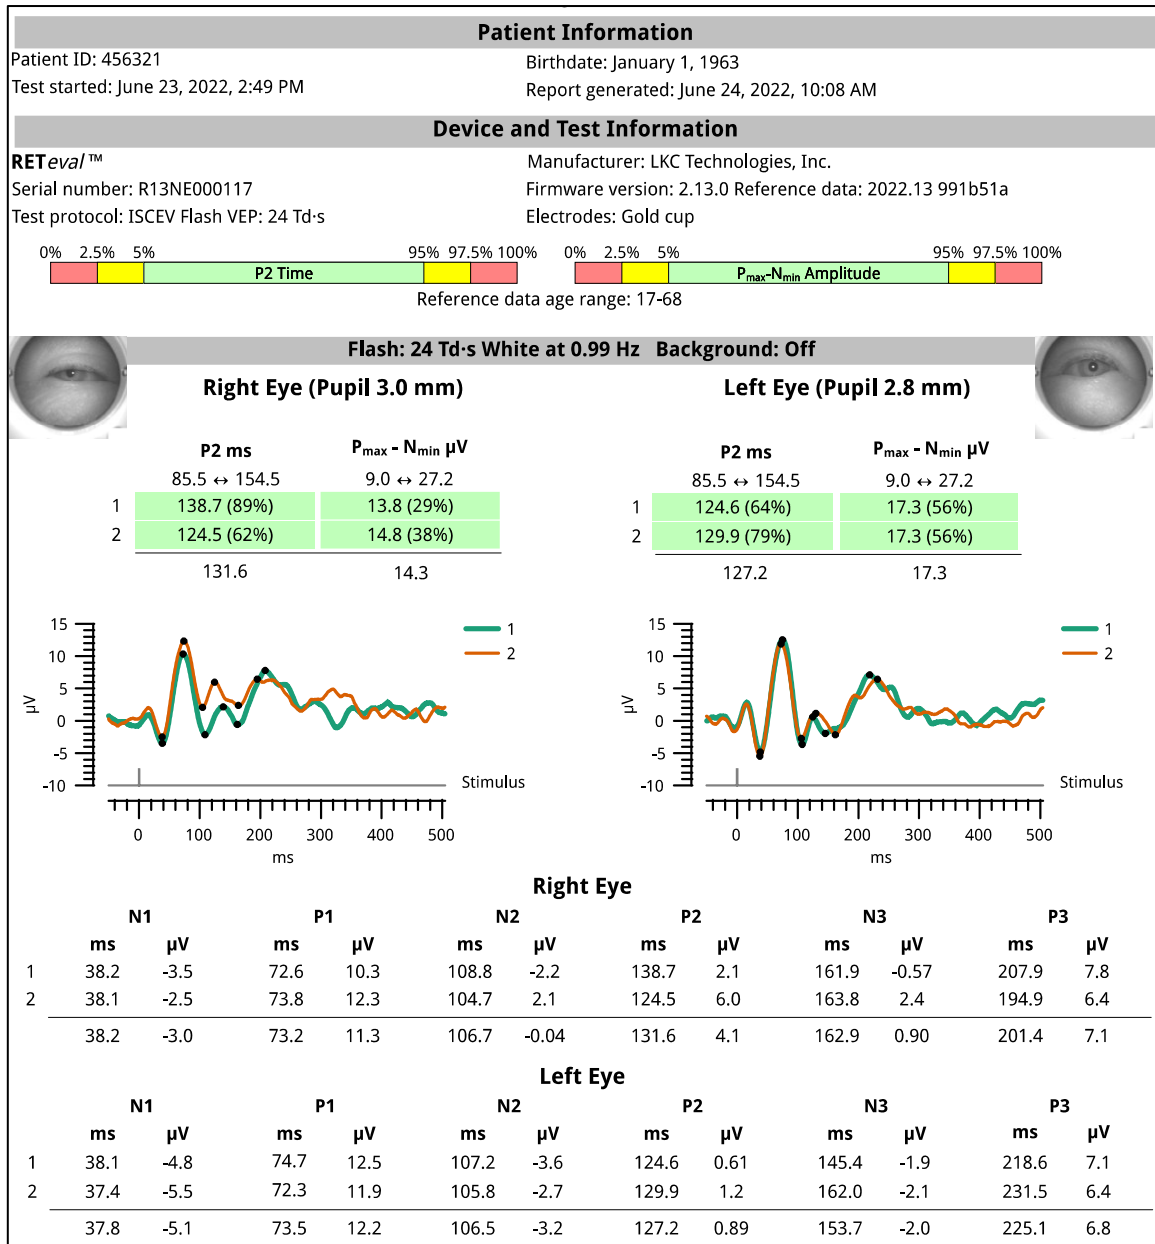 Patient Information
Patient ID: 456321 Birthdate: January 1, 1963
Test started: June 23, 2022, 2:49 PM Report generated: June 24, 2022, 10:08 AM
Device and Test Information
RETeval ™ Manufacturer: LKC Technologies, Inc.
Serial number: R13NE000117 Firmware version: 2.13.0 Reference data: 2022.13 991b51a
Test protocol: ISCEV Flash VEP: 24 Td·s Electrodes: Gold cup
0% 2.5% 5% 95% 97.5% 100% 0% 2.5% 5% 95% 97.5% 100%
P2 Time Pmax-Nmin Amplitude
Reference data age range: 17-68
Flash: 24 Td·s White at 0.99 Hz Background: Off
Right Eye (Pupil 3.0 mm) Left Eye (Pupil 2.8 mm)
P2 ms Pmax - Nmin µV P2 ms Pmax - Nmin µV
85.5 ↔ 154.5 9.0 ↔ 27.2 85.5 ↔ 154.5 9.0 ↔ 27.2
1 138.7 (89%) 13.8 (29%) 1 124.6 (64%) 17.3 (56%)
2 124.5 (62%) 14.8 (38%) 2 129.9 (79%) 17.3 (56%)
131.6 14.3 127.2 17.3
15 10 5 0 -5 -10
µV
1
2
Stimulus
0 100 200 300 400 500
ms
15 10 5 0 -5 -10
µV
1
2
Stimulus
0 100 200 300 400 500
ms
Right Eye
N1 P1 N2 P2 N3 P3
ms µV ms µV ms µV ms µV ms µV ms µV
1 38.2 -3.5 72.6 10.3 108.8 -2.2 138.7 2.1 161.9 -0.57 207.9 7.8
2 38.1 -2.5 73.8 12.3 104.7 2.1 124.5 6.0 163.8 2.4 194.9 6.4
38.2 -3.0 73.2 11.3 106.7 -0.04 131.6 4.1 162.9 0.90 201.4 7.1
Left Eye
N1 P1 N2 P2 N3 P3
ms µV ms µV ms µV ms µV ms µV ms µV
1 38.1 -4.8 74.7 12.5 107.2 -3.6 124.6 0.61 145.4 -1.9 218.6 7.1
2 37.4 -5.5 72.3 11.9 105.8 -2.7 129.9 1.2 162.0 -2.1 231.5 6.4
37.8 -5.1 73.5 12.2 106.5 -3.2 127.2 0.89 153.7 -2.0 225.1 6.8